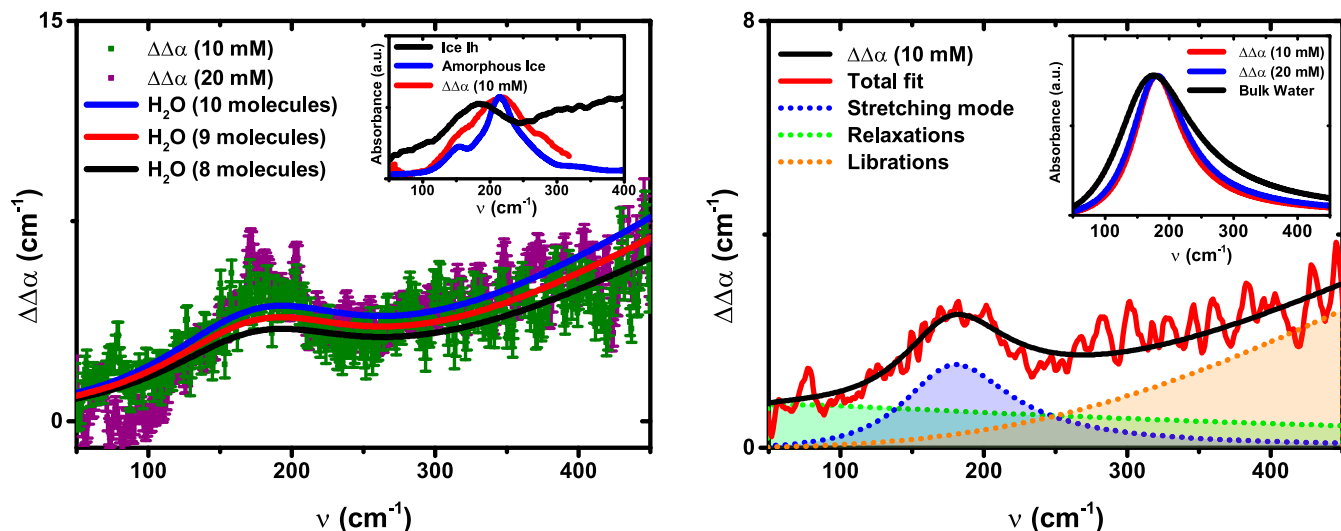 15
ΔΔα (10 mM)
ΔΔα (20 mM)
H2O (10 molecules)
H2O (9 molecules)
H2O (8 molecules)
Absorbance (a.u.)
Ice Ih
Amorphous Ice
ΔΔα (10 mM)
100 200 300 400
ν (cm-1)
ΔΔα (cm-1)
0
100 200 300 400
ν (cm-1)
8
ΔΔα (10 mM)
Total fit
Stretching mode
Relaxations
Librations
Absorbance (a.u.)
ΔΔα (10 mM)
ΔΔα (20 mM)
Bulk Water
100 200 300 400
ν (cm-1)
ΔΔα (cm-1)
0
100 200 300 400
ν (cm-1)